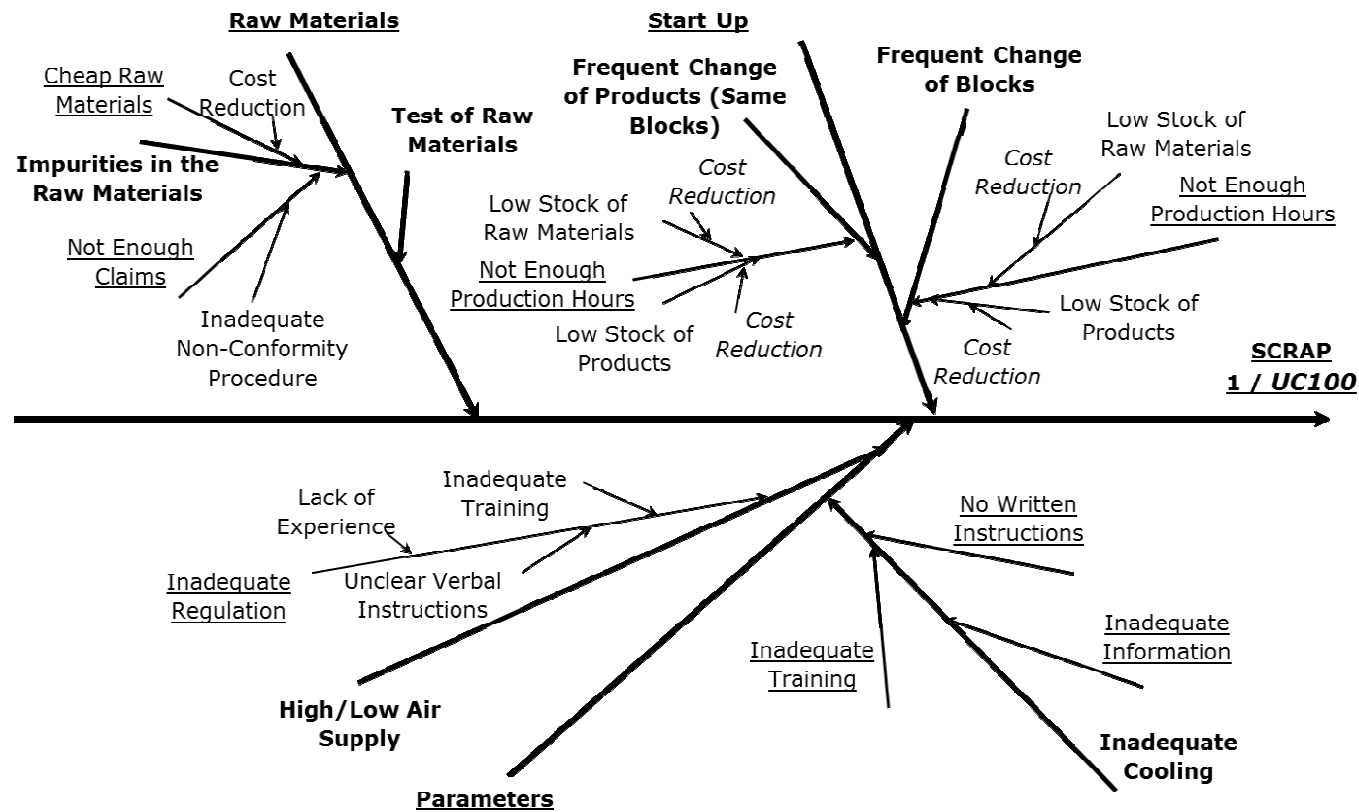 Raw Materials
Start Up
Cheap Raw
Materials
Cost
Reduction
Test of Raw
Materials
Impurities in the
Raw Materials
Not Enough
Claims
Inadequate
Non-Conformity
Procedure
Frequent Change
of Products (Same
Blocks)
Frequent Change
of Blocks
Cost
Reduction
Low Stock of
Raw Materials
Not Enough
Production Hours
Low Stock of
Products
Cost
Reduction
Low Stock of
Raw Materials
Cost
Reduction
Not Enough
Production Hours
Low Stock of
Products
Cost
Reduction
SCRAP
1 / UC100
Inadequate
Training
Lack of
Experience
Inadequate
Regulation
Unclear Verbal
Instructions
No Written
Instructions
Inadequate
Training
Inadequate
Information
High/Low Air
Supply
Inadequate
Cooling
Parameters